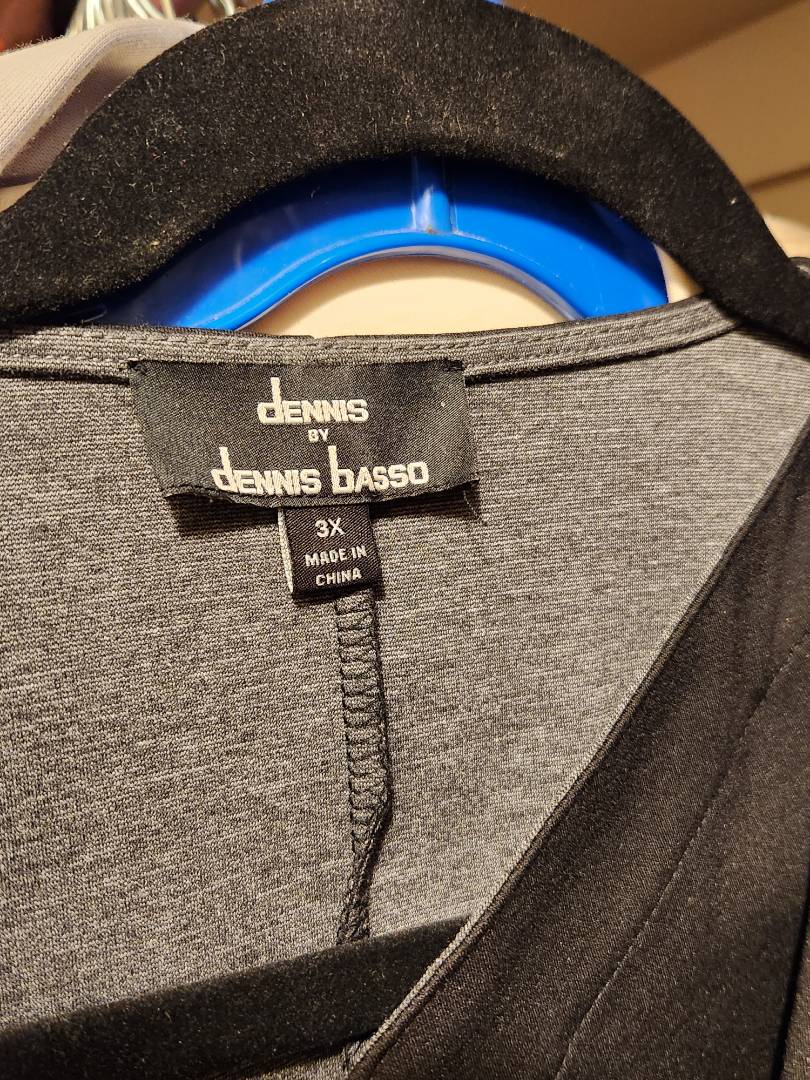 dENNIS
BY
dENNIS bASSO
3X
MADE IN
CHINA